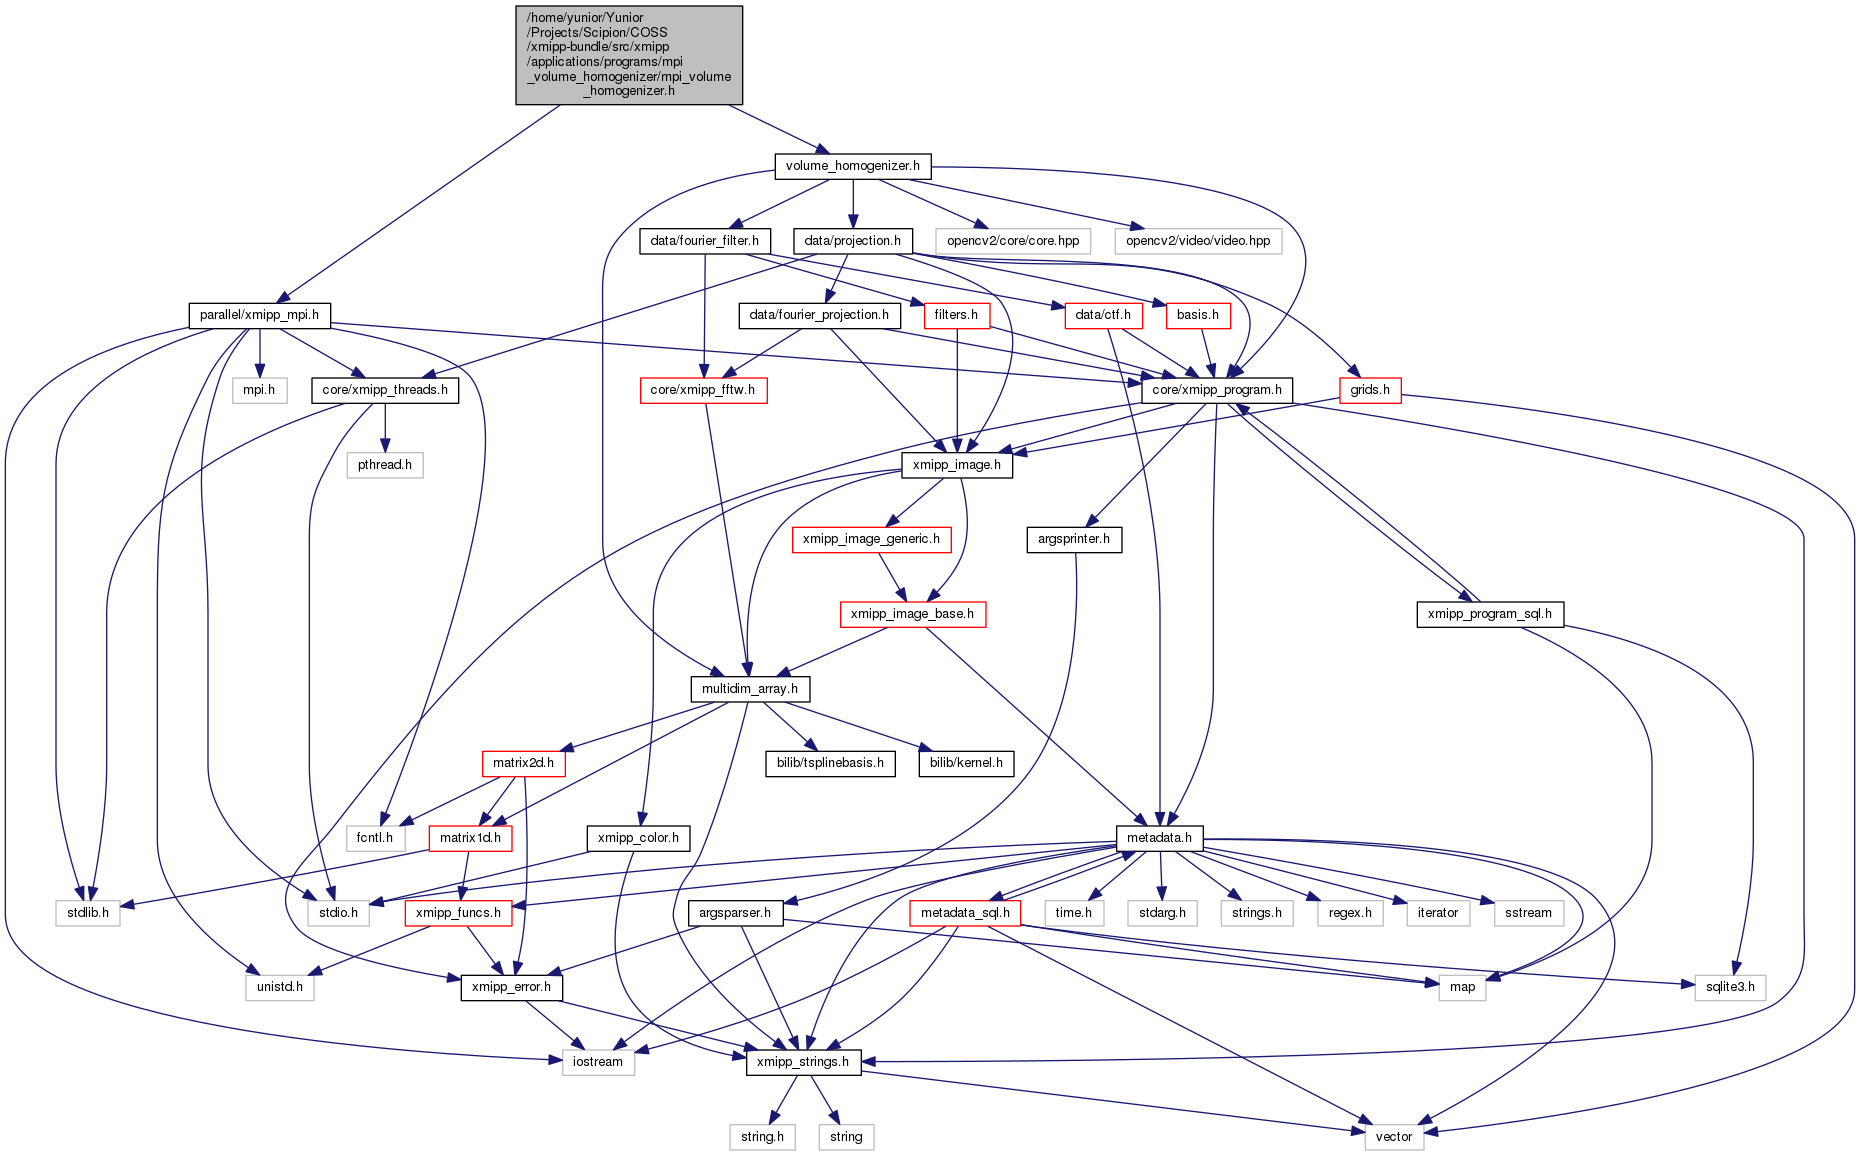 /home/yunior/Yunior
/Projects/Scipion/COSS
/xmipp-bundle/src/xmipp
/applications/programs/mpi
_volume_homogenizer/mpi_volume
_homogenizer.h
volume_homogenizer.h
data/fourier_filter.h
data/projection.h
opencv2/core/core.hpp
opencv2/video/video.hpp
parallel/xmipp_mpi.h
data/fourier_projection.h
filters.h
data/ctf.h
basis.h
mpi.h
core/xmipp_threads.h
core/xmipp_fftw.h
core/xmipp_program.h
grids.h
pthread.h
xmipp_image.h
xmipp_image_generic.h
argsprinter.h
xmipp_image_base.h
xmipp_program_sql.h
multidim_array.h
matrix2d.h
bilib/tsplinebasis.h
bilib/kernel.h
fcntl.h
matrix1d.h
xmipp_color.h
metadata.h
stdlib.h
stdio.h
xmipp_funcs.h
argsparser.h
metadata_sql.h
time.h
stdarg.h
strings.h
regex.h
iterator
sstream
unistd.h
xmipp_error.h
map
sqlite3.h
iostream
xmipp_strings.h
string.h
string
vector